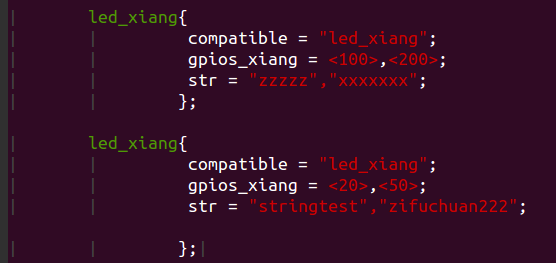 led_xiang{
compatible = "led_xiang";
gpios_xiang = <100>,<200>;
str = "zzzzz","xxxxxxx";
};
led_xiang{
compatible = "led_xiang";
gpios_xiang = <20>,<50>;
str = "stringtest","zifuchuan222";
};